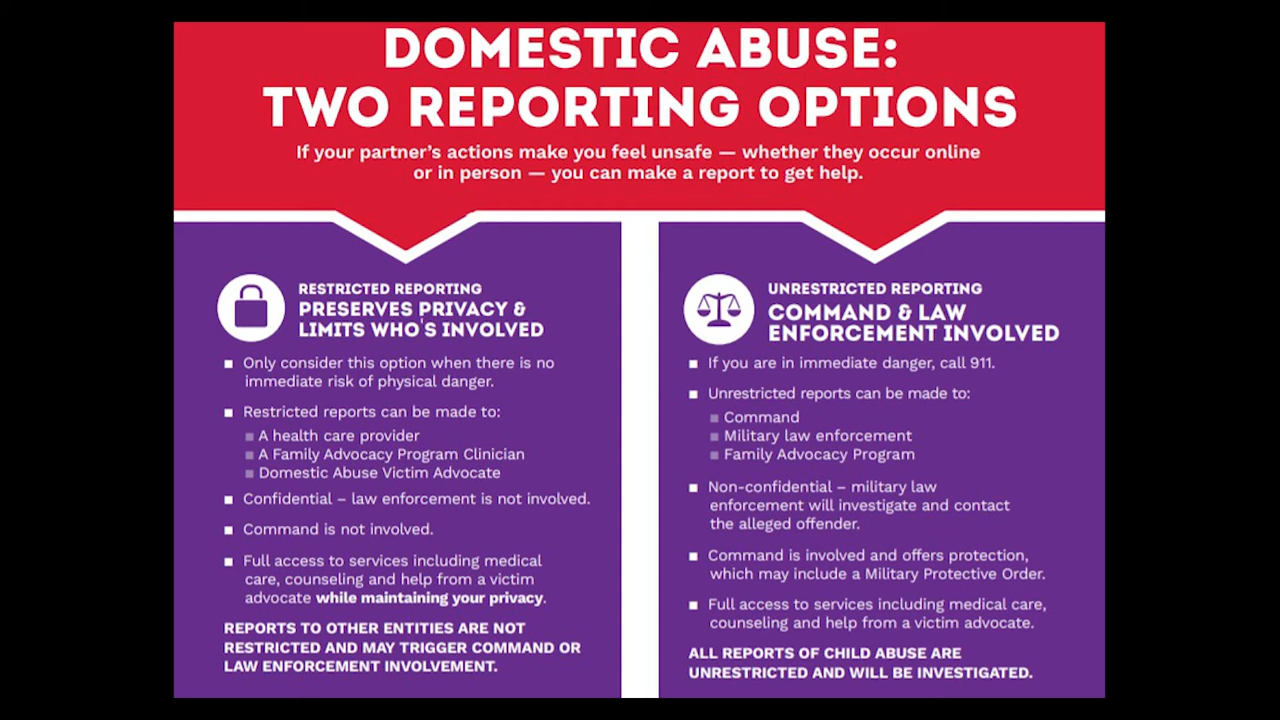 DOMESTIC ABUSE:
TWO REPORTING OPTIONS
If your partner's actions make you feel unsafe — whether they occur online
or in person — you can make a report to get help.
RESTRICTED REPORTING
PRESERVES PRIVACY &
LIMITS WHO'S INVOLVED
■ Only consider this option when there is no
immediate risk of physical danger.
■ Restricted reports can be made to:
■ A health care provider
■ A Family Advocacy Program Clinician
■ Domestic Abuse Victim Advocate
■ Confidential – law enforcement is not involved.
■ Command is not involved.
■ Full access to services including medical
care, counseling and help from a victim
advocate while maintaining your privacy.
REPORTS TO OTHER ENTITIES ARE NOT
RESTRICTED AND MAY TRIGGER COMMAND OR
LAW ENFORCEMENT INVOLVEMENT.
UNRESTRICTED REPORTING
COMMAND & LAW
ENFORCEMENT INVOLVED
■ If you are in immediate danger, call 911.
■ Unrestricted reports can be made to:
■ Command
■ Military law enforcement
■ Family Advocacy Program
■ Non-confidential – military law
enforcement will investigate and contact
the alleged offender.
■ Command is involved and offers protection,
which may include a Military Protective Order.
■ Full access to services including medical care,
counseling and help from a victim advocate.
ALL REPORTS OF CHILD ABUSE ARE
UNRESTRICTED AND WILL BE INVESTIGATED.